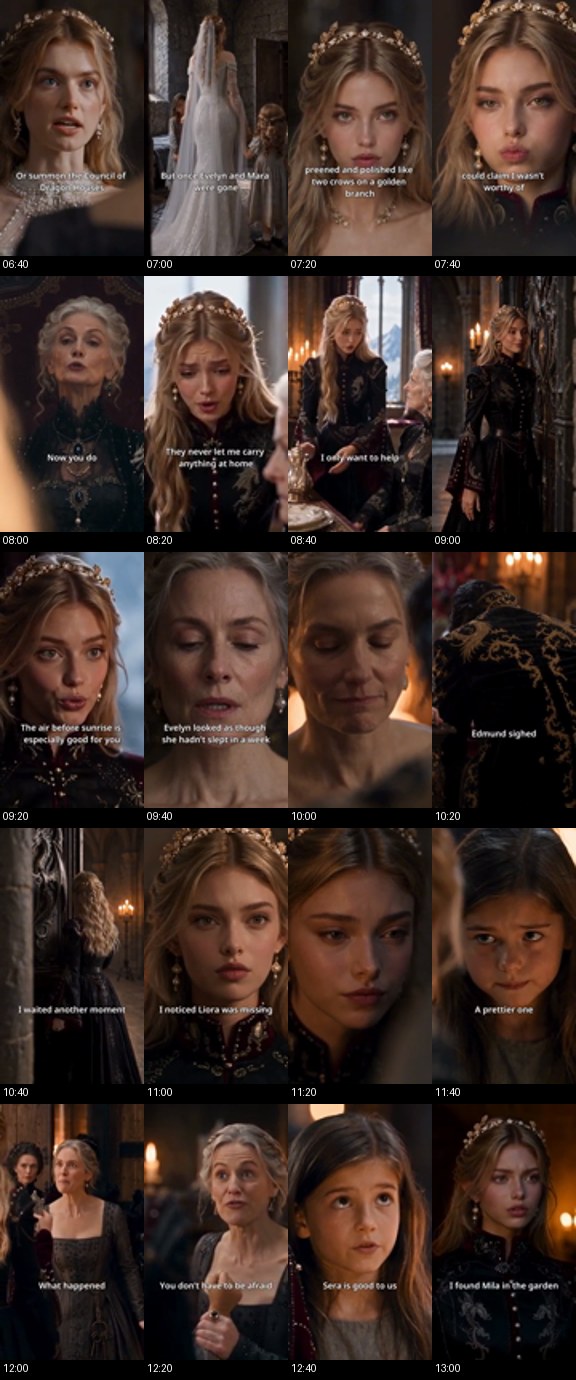 Or summon the Council of
Dragon Houses
06:40
But once Evelyn and Mara
were gone
07:00
preened and polished like
two crows on a golden
branch
07:20
could claim I wasn't
worthy of
07:40
Now you do
08:00
They never let me carry
anything at home
08:20
I only want to help
08:40
09:00
The air before sunrise is
especially good for you
09:20
Evelyn looked as though
she hadn't slept in a week
09:40
10:00
Edmund sighed
10:20
I waited another moment
10:40
I noticed Liora was missing
11:00
11:20
A prettier one
11:40
What happened
12:00
You don't have to be afraid
12:20
Sera is good to us
12:40
I found Mila in the garden
13:00